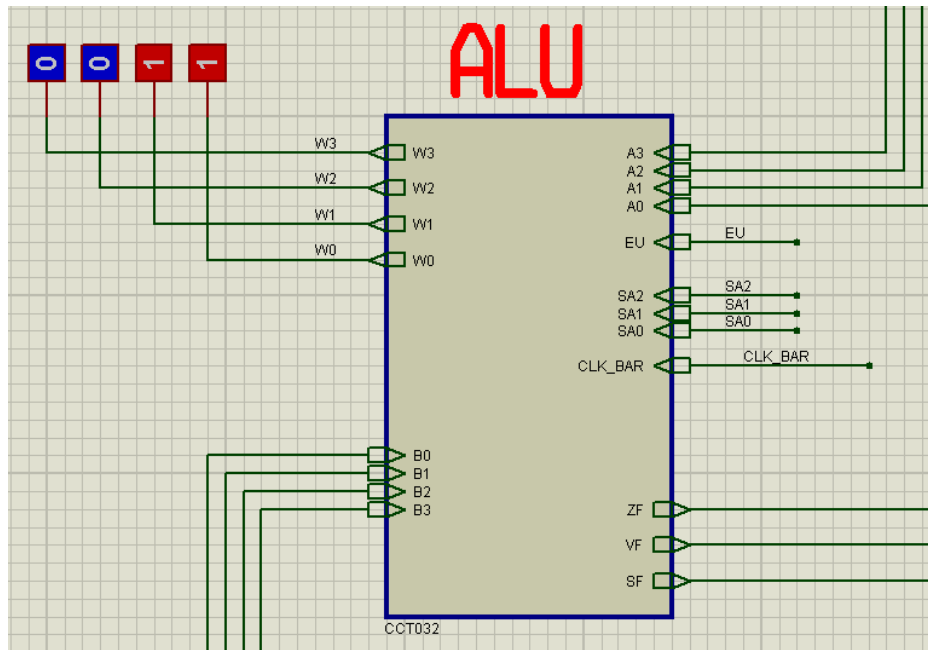 ALU
0 0 1 1
W3 W3 A3
A2
W2 W2 A1
A0
W1 W1
EU EU
W0 W0
SA2 SA2
SA1 SA1
SA0 SA0
CLK_BAR CLK_BAR
B0
B1
B2
B3 ZF
VF
SF
CCT032